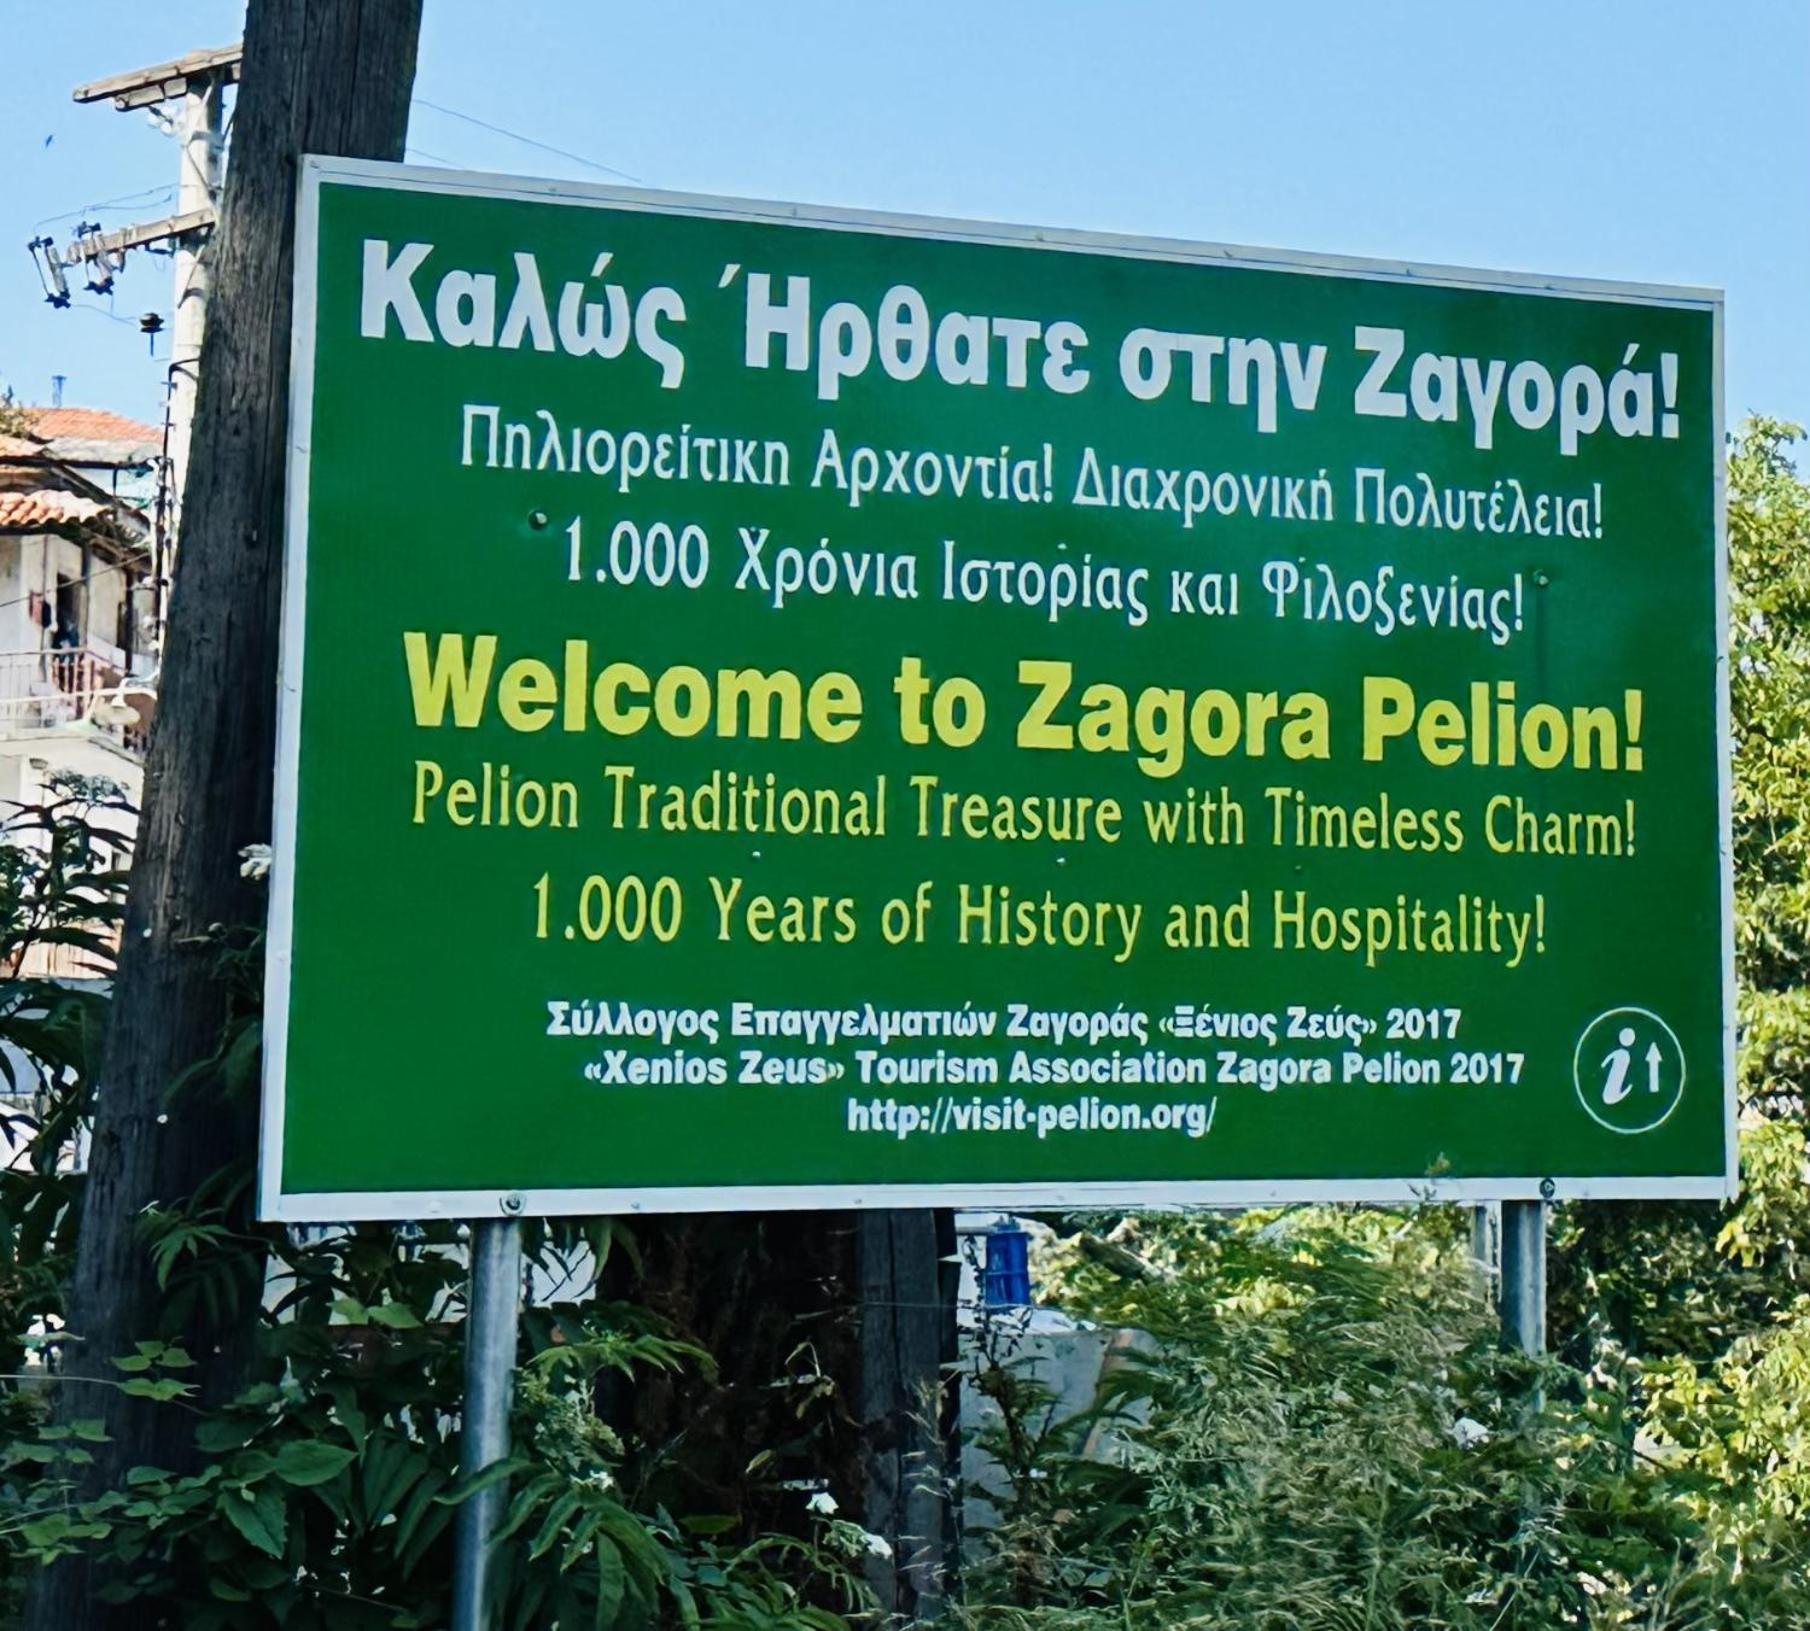 Καλώς Ήρθατε στην Ζαγορά!
Πηλιορείτικη Αρχοντία! Διαχρονική Πολυτέλεια!
1.000 Χρόνια Ιστορίας και Φιλοξενίας!
Welcome to Zagora Pelion!
Pelion Traditional Treasure with Timeless Charm!
1.000 Years of History and Hospitality!
Σύλλογος Επαγγελματιών Ζαγοράς «Ξένιος Ζεύς» 2017
«Xenios Zeus» Tourism Association Zagora Pelion 2017
http://visit-pelion.org/
i↑